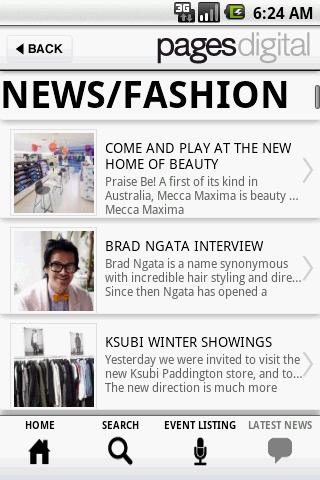 3G
6:24 AM
BACK
pagesdigital
NEWS/FASHION
COME AND PLAY AT THE NEW
HOME OF BEAUTY
Praise Be! A first of its kind in
Australia, Mecca Maxima is beauty ...
Mecca Maxima
BRAD NGATA INTERVIEW
Brad Ngata is a name synonymous
with incredible hair styling and dire...
Since then Ngata has opened a
KSUBI WINTER SHOWINGS
Yesterday we were invited to visit the
new Ksubi Paddington store, and to...
The new direction is much more
HOME
SEARCH
EVENT LISTING
LATEST NEWS